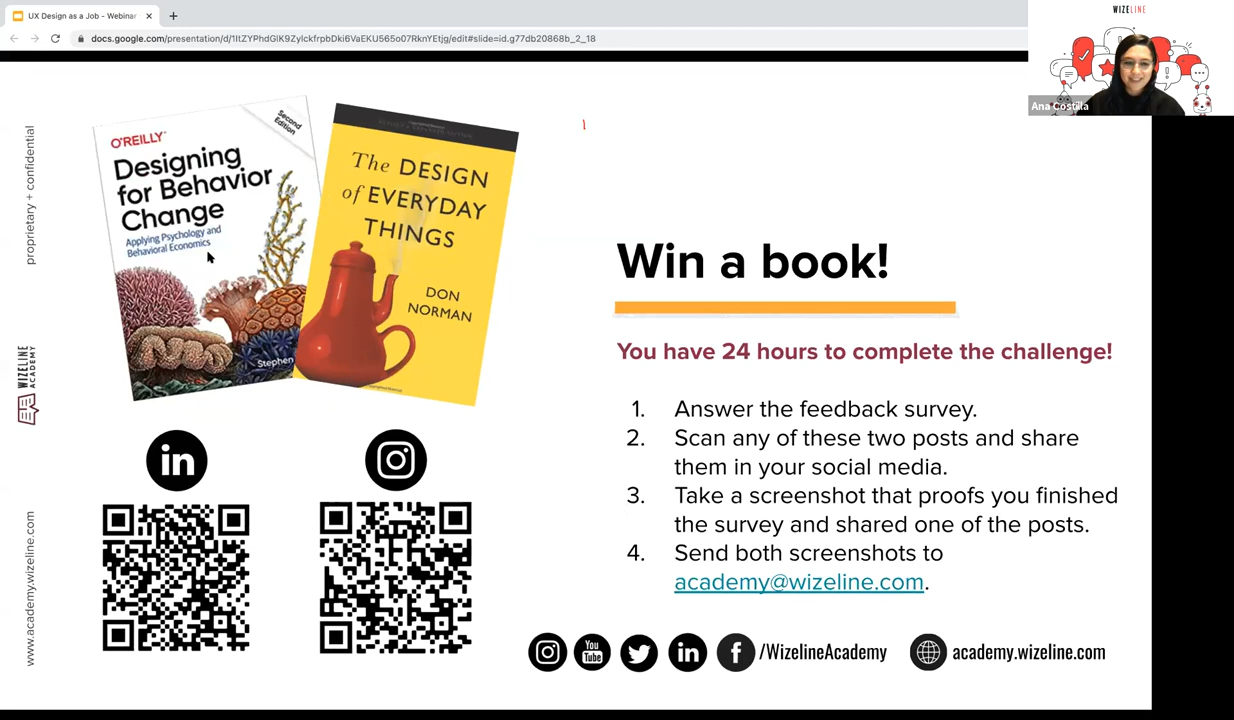 UX Design as a Job - Webinar
docs.google.com/presentation/d/1ItZYPhdGlK9ZylckfrpbDki6VaEKU565o07RknYEtjg/edit#slide=id.g77db20868b_2_18
WIZELINE
Ana Costilla
proprietary + confidential
WIZELINE
ACADEMY
www.academy.wizeline.com
O'REILLY
Second
Edition
Designing
for Behavior
Change
Applying Psychology and
Behavioral Economics
Stephen
The DESIGN
of EVERYDAY
THINGS
DON
NORMAN
Win a book!
You have 24 hours to complete the challenge!
1. Answer the feedback survey.
2. Scan any of these two posts and share
them in your social media.
3. Take a screenshot that proofs you finished
the survey and shared one of the posts.
4. Send both screenshots to
academy@wizeline.com.
in
You
Tube
in
f
/WizelineAcademy
academy.wizeline.com